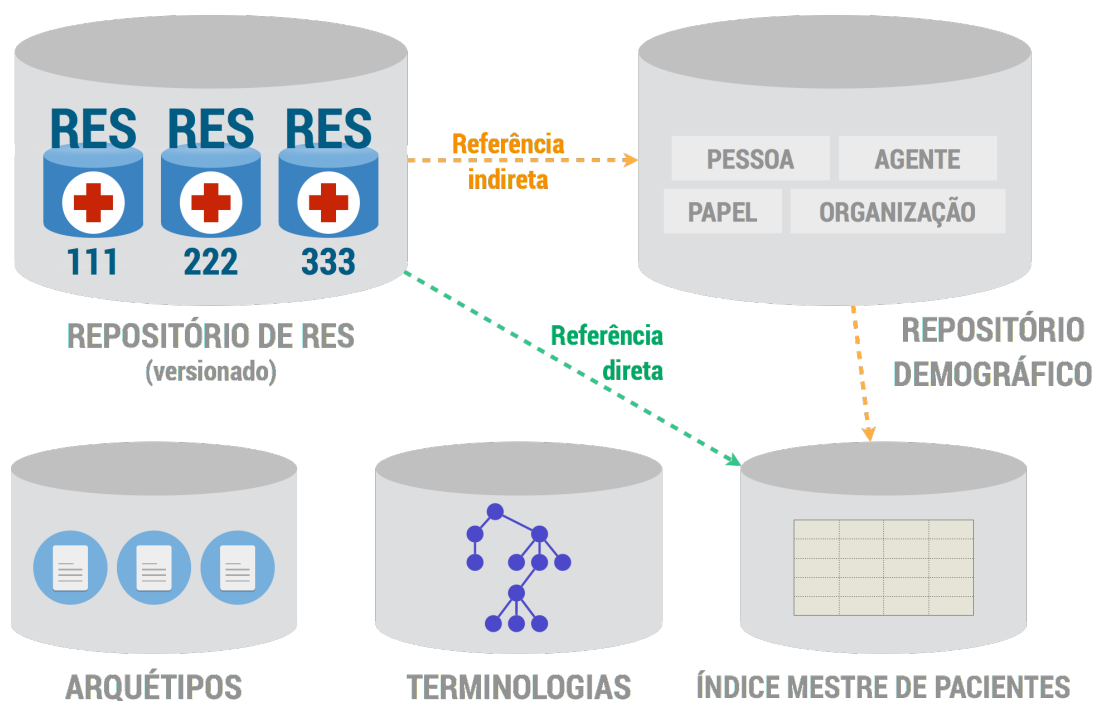 RES RES RES
111 222 333
REPOSITÓRIO DE RES
(versionado)
Referência
indireta
PESSOA AGENTE
PAPEL ORGANIZAÇÃO
REPOSITÓRIO
DEMOGRÁFICO
Referência
direta
ARQUÉTIPOS
TERMINOLOGIAS
ÍNDICE MESTRE DE PACIENTES